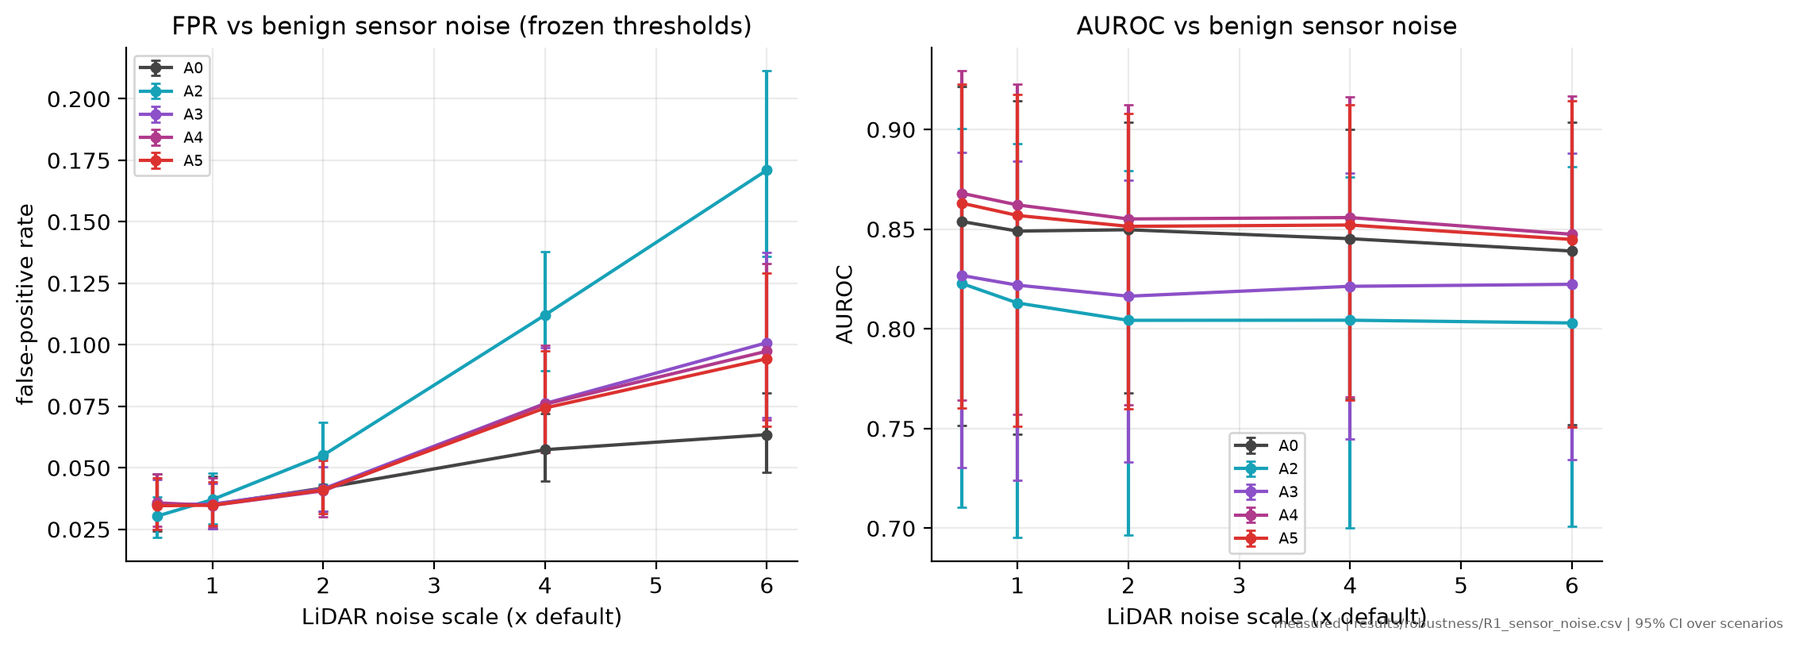 FPR vs benign sensor noise (frozen thresholds)
A0
A2
A3
A4
A5
0.200
0.175
0.150
0.125
0.100
0.075
0.050
0.025
false-positive rate
1
2
3
4
5
6
LiDAR noise scale (x default)
AUROC vs benign sensor noise
0.90
0.85
0.80
0.75
0.70
AUROC
A0
A2
A3
A4
A5
1
2
3
4
5
6
LiDAR noise scale (x default)
measured | results/robustness/R1_sensor_noise.csv | 95% CI over scenarios